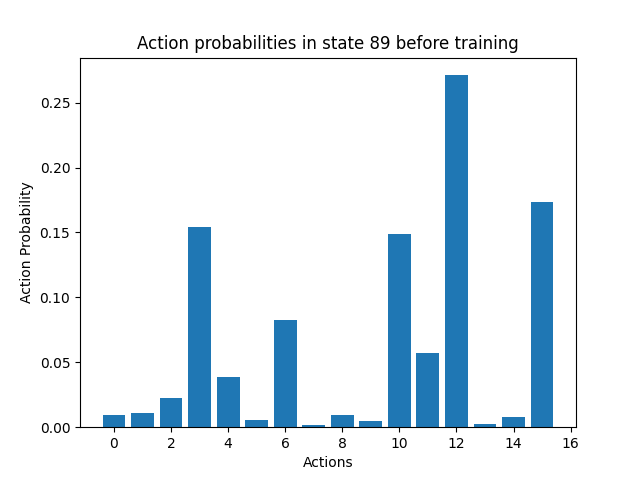 Action probabilities in state 89 before training
Action Probability
0.25
0.20
0.15
0.10
0.05
0.00
0 2 4 6 8 10 12 14 16
Actions